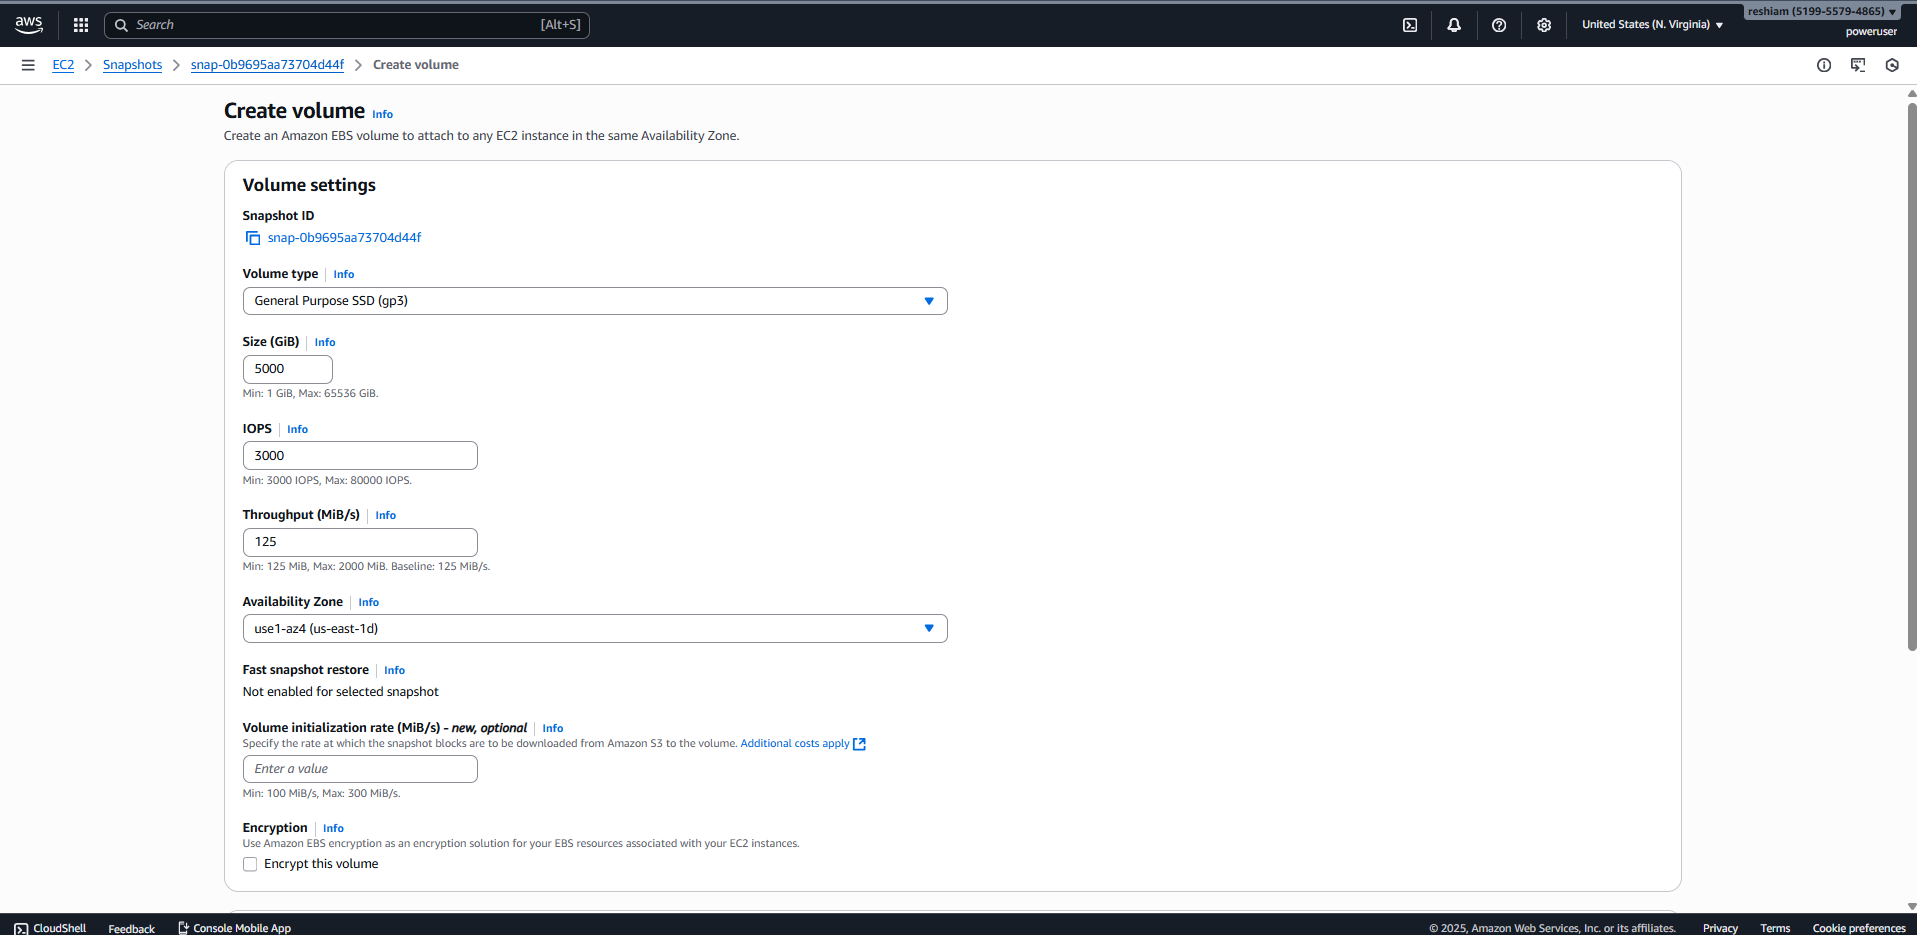 aws
Search [Alt+S]
United States (N. Virginia)
reshiam (5199-5579-4865)
poweruser
EC2 Snapshots snap-0b9695aa73704d44f Create volume
Create volume Info
Create an Amazon EBS volume to attach to any EC2 instance in the same Availability Zone.
Volume settings
Snapshot ID
snap-0b9695aa73704d44f
Volume type Info
General Purpose SSD (gp3)
Size (GiB) Info
5000
Min: 1 GiB, Max: 65536 GiB.
IOPS Info
3000
Min: 3000 IOPS, Max: 80000 IOPS.
Throughput (MiB/s) Info
125
Min: 125 MiB, Max: 2000 MiB. Baseline: 125 MiB/s.
Availability Zone Info
use1-az4 (us-east-1d)
Fast snapshot restore Info
Not enabled for selected snapshot
Volume initialization rate (MiB/s) - new, optional Info
Specify the rate at which the snapshot blocks are to be downloaded from Amazon S3 to the volume. Additional costs apply
Enter a value
Min: 100 MiB/s, Max: 300 MiB/s.
Encryption Info
Use Amazon EBS encryption as an encryption solution for your EBS resources associated with your EC2 instances.
Encrypt this volume
CloudShell Feedback Console Mobile App © 2025, Amazon Web Services, Inc. or its affiliates. Privacy Terms Cookie preferences